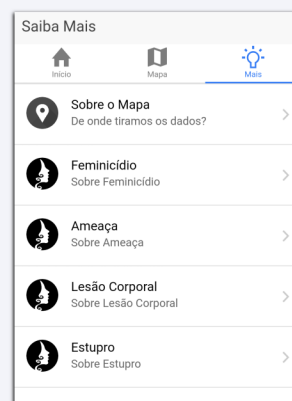 Saiba Mais
Início
Mapa
Mais
Sobre o Mapa
De onde tiramos os dados?
Feminicídio
Sobre Feminicídio
Ameaça
Sobre Ameaça
Lesão Corporal
Sobre Lesão Corporal
Estupro
Sobre Estupro